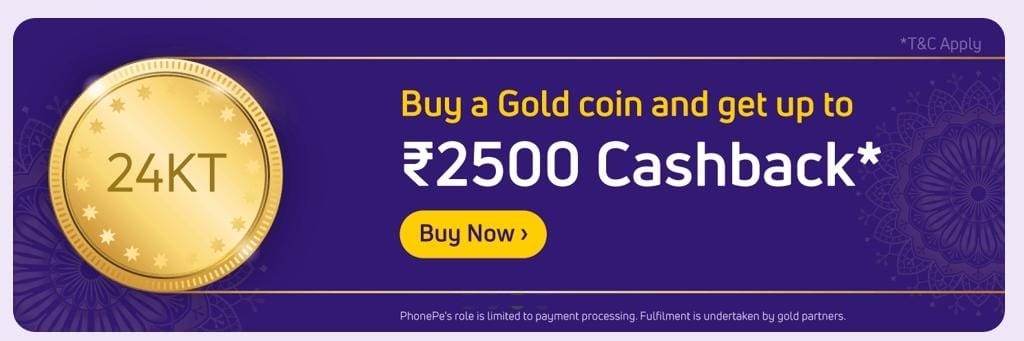 *T&C Apply
24KT
Buy a Gold coin and get up to
₹2500 Cashback*
Buy Now ›
PhonePe's role is limited to payment processing. Fulfilment is undertaken by gold partners.